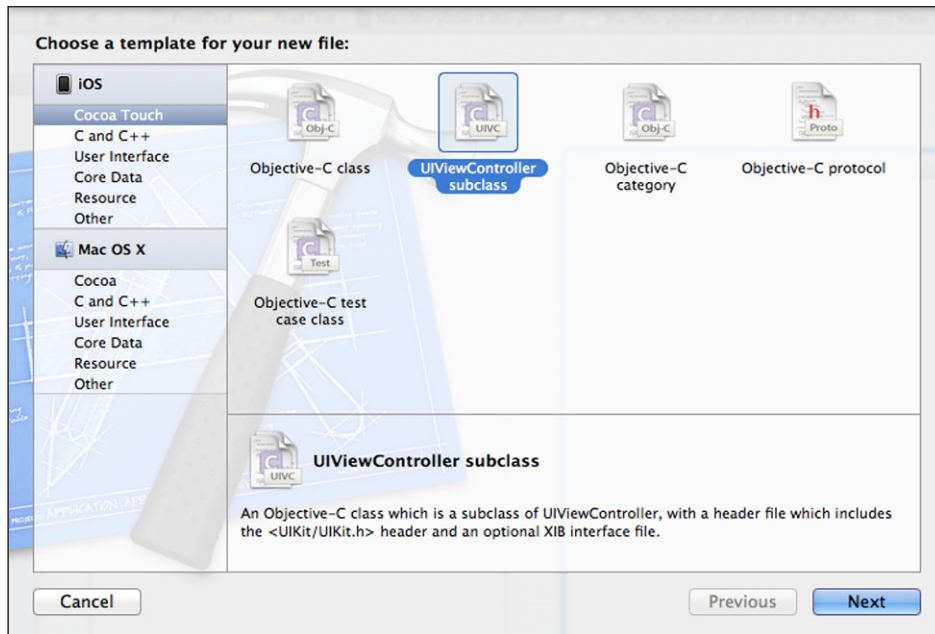 Choose a template for your new file:
iOS
Cocoa Touch
C and C++
User Interface
Core Data
Resource
Other
Mac OS X
Cocoa
C and C++
User Interface
Core Data
Resource
Other
Obj-C
Objective-C class
UIVC
UIViewController
subclass
Obj-C
Objective-C
category
h
Proto
Objective-C protocol
C
Test
Objective-C test
case class
C
UIVC
UIViewController subclass
An Objective-C class which is a subclass of UIViewController, with a header file which includes
the <UIKit/UIKit.h> header and an optional XIB interface file.
APPLICATION.APP
Cancel
Previous
Next